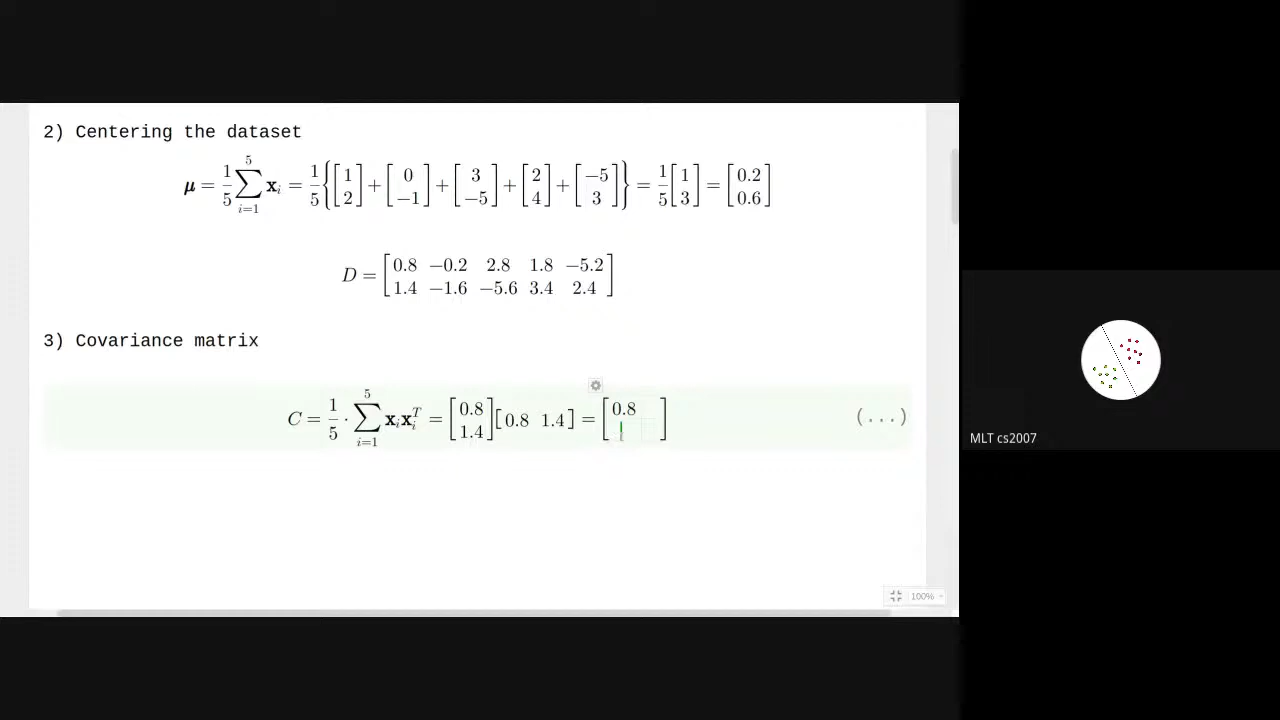 2) Centering the dataset
μ = 1/5 ∑_{i=1}^{5} x_i = 1/5 { [1 2] + [0 −1] + [3 −5] + [2 4] + [−5 3] } = 1/5 [1 3] = [0.2 0.6]
D = [ 0.8 −0.2 2.8 1.8 −5.2
1.4 −1.6 −5.6 3.4 2.4 ]
3) Covariance matrix
C = 1/5 · ∑_{i=1}^{5} x_i x_i^T = [0.8 1.4] [0.8 1.4] = [0.8 ] (...)
MLT cs2007
100%